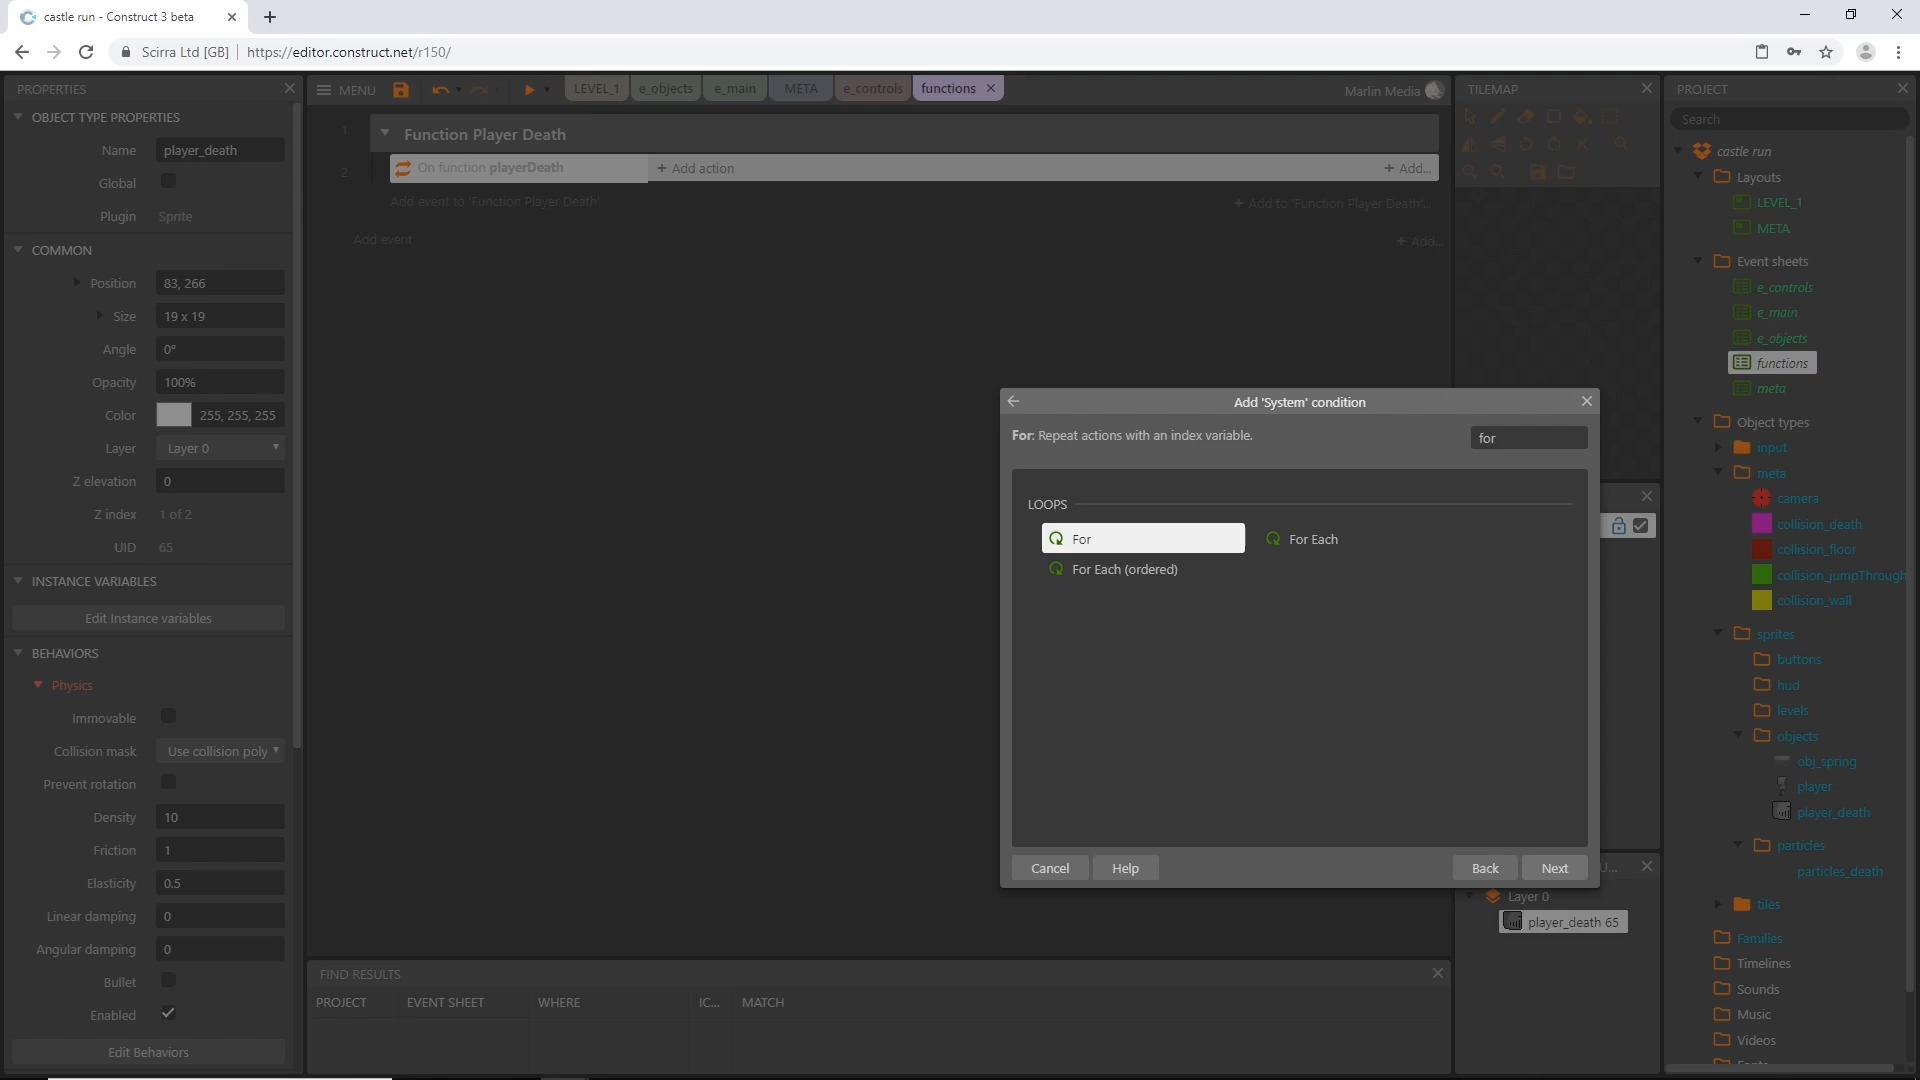 castle run - Construct 3 beta
Scirra Ltd [GB] https://editor.construct.net/r150/
PROPERTIES
OBJECT TYPE PROPERTIES
Name player_death
Global
Plugin Sprite
COMMON
Position 83, 266
Size 19 x 19
Angle 0°
Opacity 100%
Color 255, 255, 255
Layer Layer 0
Z elevation 0
Z index 1 of 2
UID 65
INSTANCE VARIABLES
Edit Instance variables
BEHAVIORS
Physics
Immovable
Collision mask Use collision poly
Prevent rotation
Density 10
Friction 1
Elasticity 0.5
Linear damping 0
Angular damping 0
Bullet
Enabled
Edit Behaviors
MENU LEVEL_1 e_objects e_main META e_controls functions Marlin Media
1 Function Player Death
2 On function playerDeath + Add action + Add...
Add event to 'Function Player Death' + Add to 'Function Player Death'...
Add event + Add...
Add 'System' condition
For: Repeat actions with an index variable. for
LOOPS
For For Each
For Each (ordered)
Cancel Help Back Next
FIND RESULTS
PROJECT EVENT SHEET WHERE IC... MATCH
TILEMAP
Layer 0
player_death 65
PROJECT
Search
castle run
Layouts
LEVEL_1
META
Event sheets
e_controls
e_main
e_objects
functions
meta
Object types
input
meta
camera
collision_death
collision_floor
collision_jumpThrough
collision_wall
sprites
buttons
hud
levels
objects
obj_spring
player
player_death
particles
particles_death
tiles
Families
Timelines
Sounds
Music
Videos